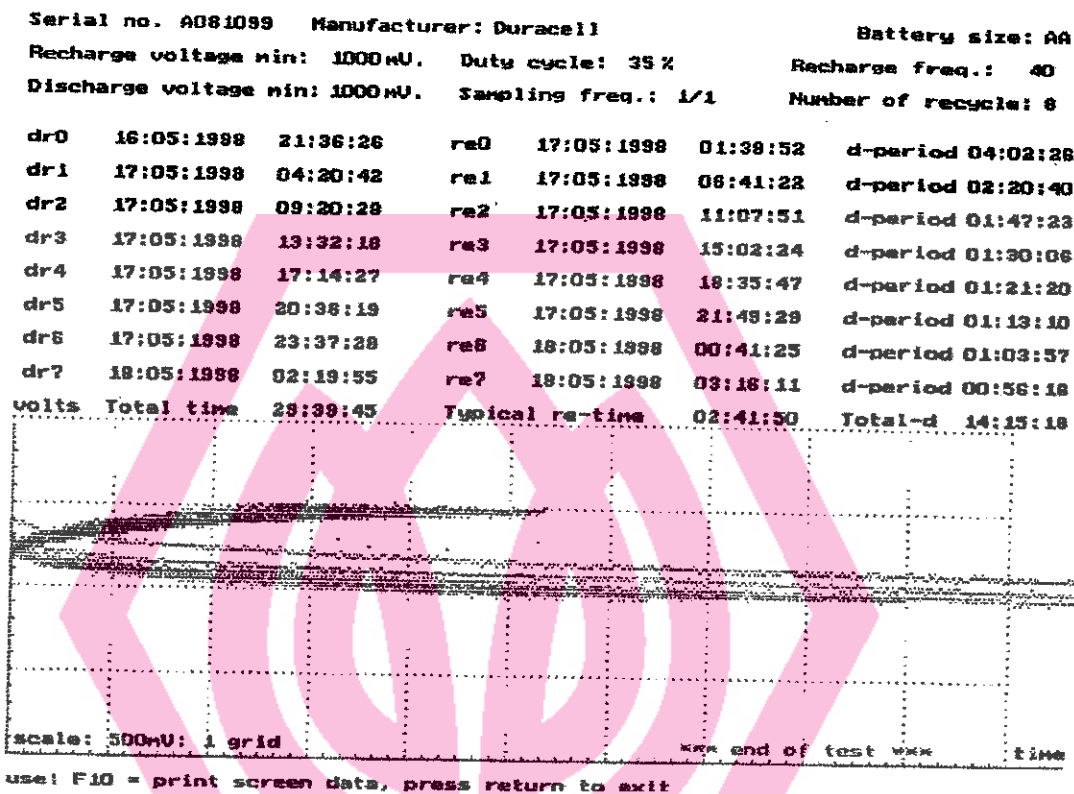 Serial no. A081099 Manufacturer: Duracell Battery size: AA
Recharge voltage min: 1000mV. Duty cycle: 35% Recharge freq.: 40
Discharge voltage min: 1000mV. Sampling freq.: 1/1 Number of recycle: 8
dr0 16:05:1998 21:36:26 re0 17:05:1998 01:38:52 d-period 04:02:26
dr1 17:05:1998 04:20:42 re1 17:05:1998 06:41:22 d-period 02:20:40
dr2 17:05:1998 09:20:28 re2 17:05:1998 11:07:51 d-period 01:47:23
dr3 17:05:1998 13:32:18 re3 17:05:1998 15:02:24 d-period 01:30:06
dr4 17:05:1998 17:14:27 re4 17:05:1998 18:35:47 d-period 01:21:20
dr5 17:05:1998 20:36:19 re5 17:05:1998 21:49:29 d-period 01:13:10
dr6 17:05:1998 23:37:28 re6 18:05:1998 00:41:25 d-period 01:03:57
dr7 18:05:1998 02:19:55 re7 18:05:1998 03:16:11 d-period 00:56:16
volts Total time 29:39:45 Typical re-time 02:41:50 Total-d 14:15:18
scale: 500mV: 1 grid *** end of test *** time
use: F10 = print screen data, press return to exit